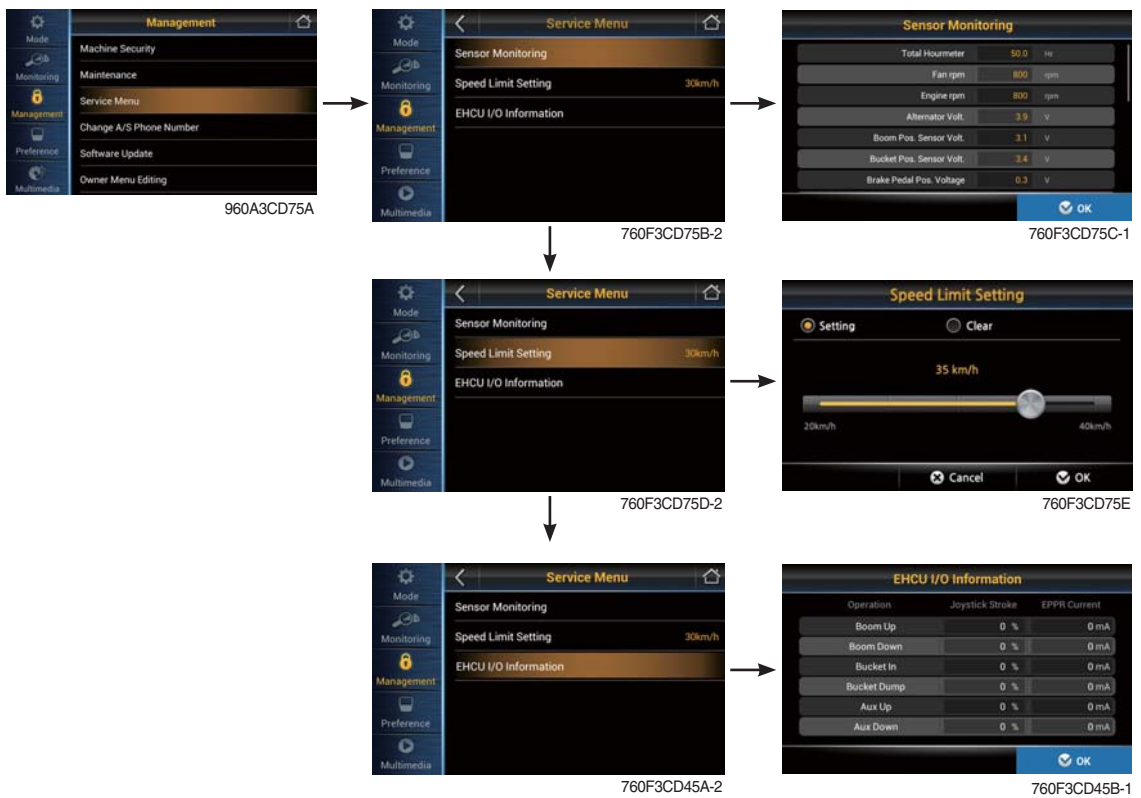 Management
Mode
Monitoring
Management
Preference
Multimedia
Machine Security
Maintenance
Service Menu
Change A/S Phone Number
Software Update
Owner Menu Editing
960A3CD75A
Service Menu
Mode
Monitoring
Management
Preference
Multimedia
Sensor Monitoring
Speed Limit Setting 30km/h
EHCU I/O Information
760F3CD75B-2
Sensor Monitoring
Total Hourmeter 50.0 Hr
Fan rpm 800 rpm
Engine rpm 800 rpm
Alternator Volt. 3.9 V
Boom Pos. Sensor Volt. 3.1 V
Bucket Pos. Sensor Volt. 3.4 V
Brake Pedal Pos. Voltage 0.3 V
OK
760F3CD75C-1
Service Menu
Mode
Monitoring
Management
Preference
Multimedia
Sensor Monitoring
Speed Limit Setting 30km/h
EHCU I/O Information
760F3CD75D-2
Speed Limit Setting
Setting Clear
35 km/h
20km/h 40km/h
Cancel OK
760F3CD75E
Service Menu
Mode
Monitoring
Management
Preference
Multimedia
Sensor Monitoring
Speed Limit Setting 30km/h
EHCU I/O Information
760F3CD45A-2
EHCU I/O Information
Operation Joystick Stroke EPPR Current
Boom Up 0 % 0 mA
Boom Down 0 % 0 mA
Bucket In 0 % 0 mA
Bucket Dump 0 % 0 mA
Aux Up 0 % 0 mA
Aux Down 0 % 0 mA
OK
760F3CD45B-1